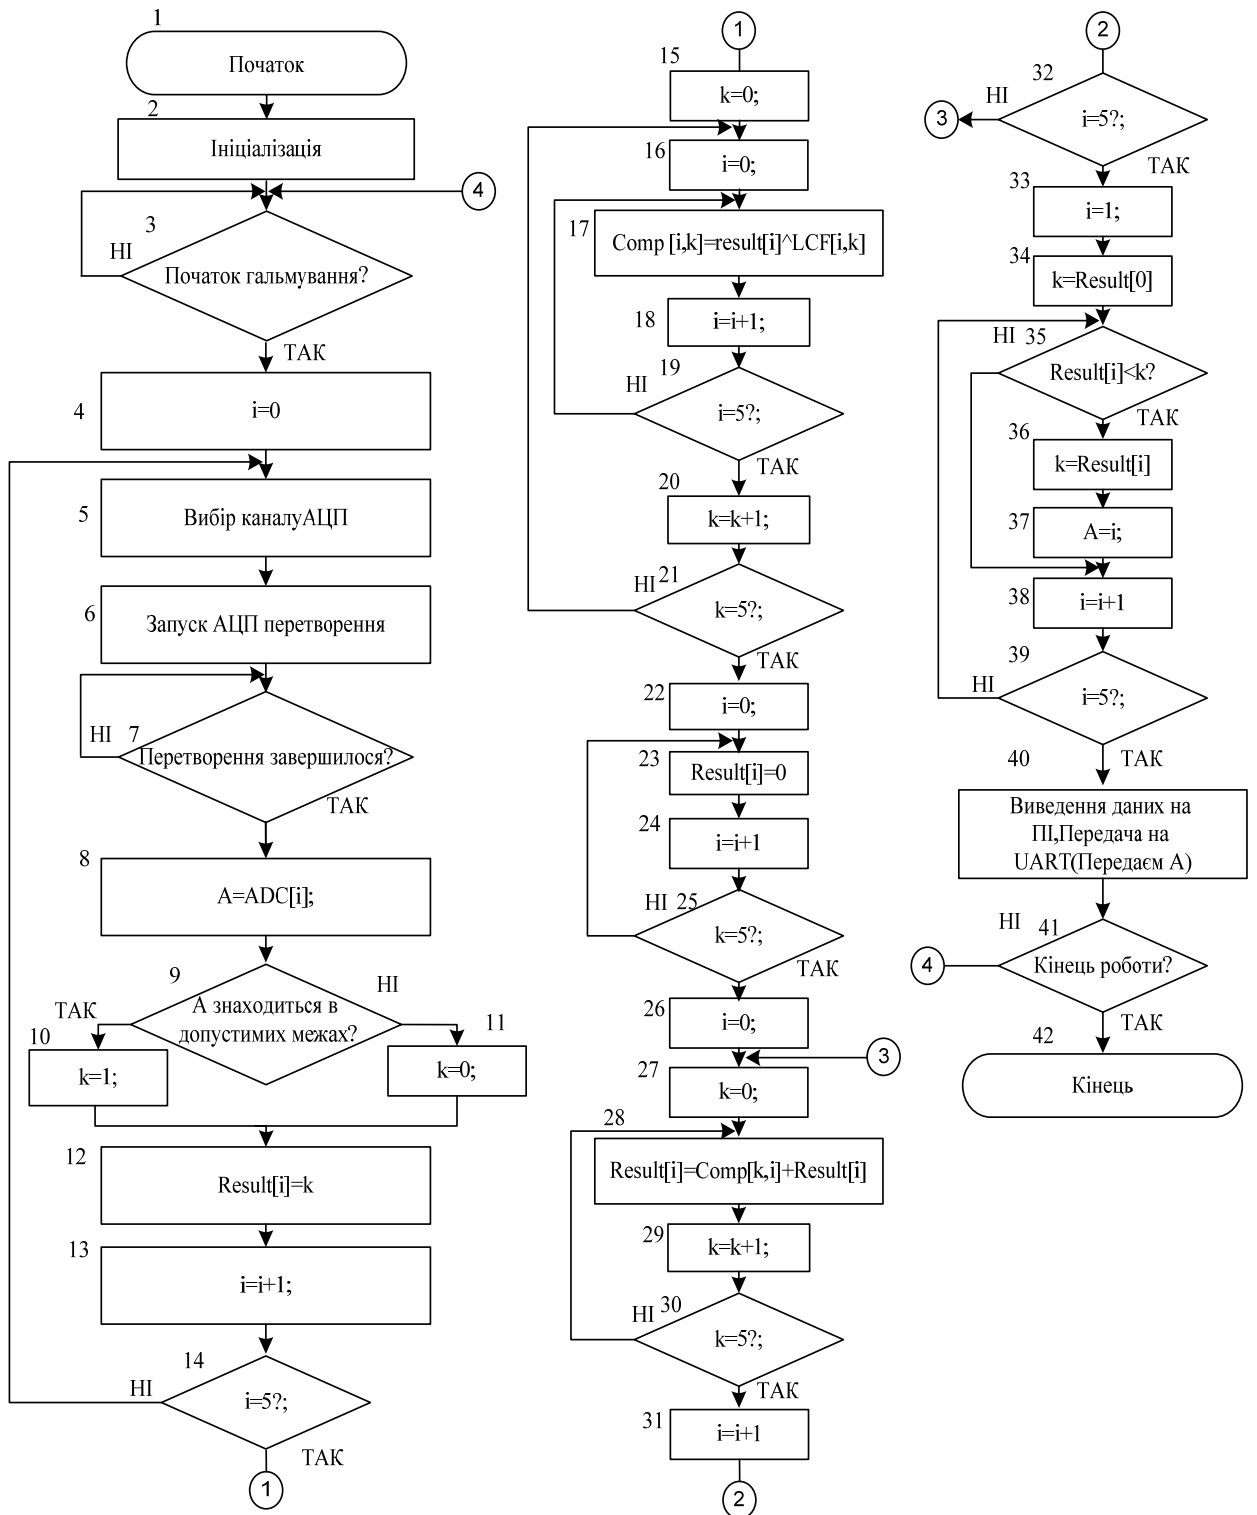 1
Початок
2
Ініціалізація
4
3
НІ
Початок гальмування?
ТАК
4
i=0
5
Вибір каналуАЦП
6
Запуск АЦП перетворення
НІ
7
Перетворення завершилося?
ТАК
8
A=ADC[i];
9
ТАК
НІ
А знаходиться в
допустимих межах?
10
k=1;
11
k=0;
12
Result[i]=k
13
i=i+1;
14
НІ
i=5?;
ТАК
1
1
15
k=0;
16
i=0;
17
Comp [i,k]=result[i]^LCF[i,k]
18
i=i+1;
19
НІ
i=5?;
ТАК
20
k=k+1;
21
НІ
k=5?;
ТАК
22
i=0;
23
Result[i]=0
24
i=i+1
НІ
25
k=5?;
ТАК
26
i=0;
3
27
k=0;
28
Result[i]=Comp[k,i]+Result[i]
29
k=k+1;
30
НІ
k=5?;
ТАК
31
i=i+1
2
2
32
НІ
3
i=5?;
ТАК
33
i=1;
34
k=Result[0]
НІ
35
Result[i]<k?
ТАК
36
k=Result[i]
37
A=i;
38
i=i+1
39
НІ
i=5?;
40
ТАК
Виведення даних на
ПІ,Передача на
UART(Передаєм А)
НІ
41
4
Кінець роботи?
ТАК
42
Кінець